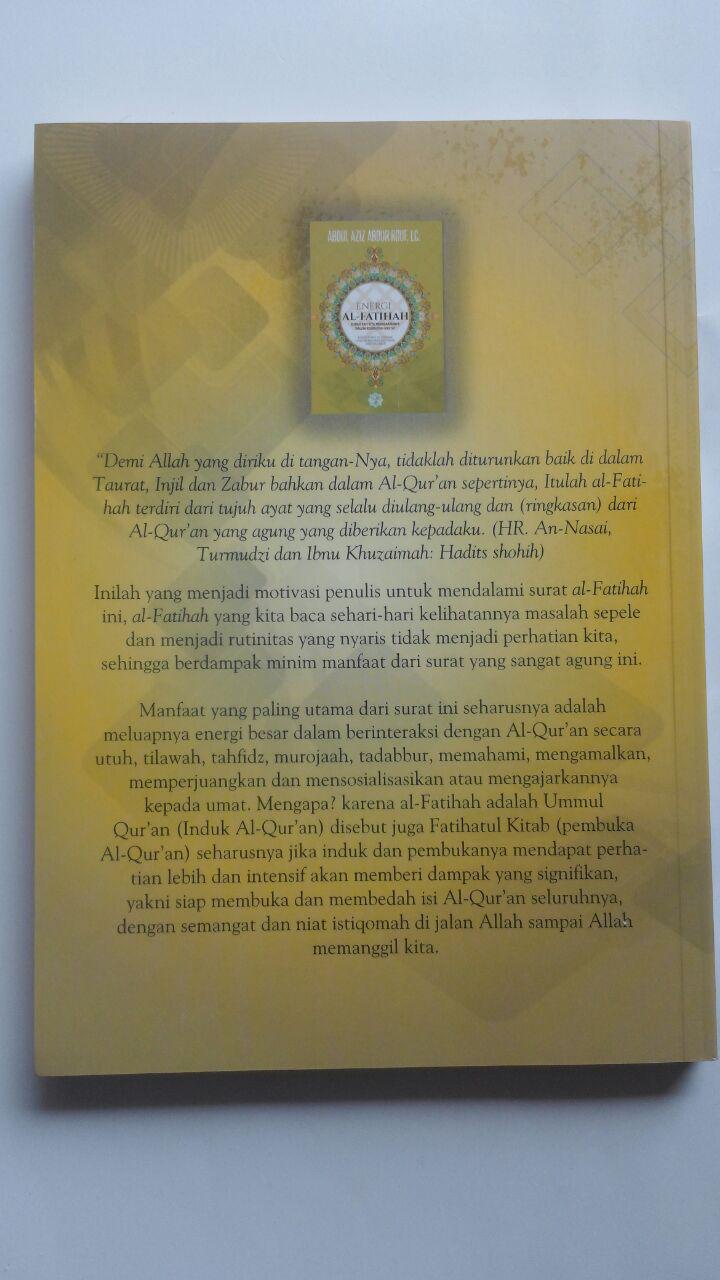 ABDUL AZIZ ABDUR ROUF, LC.
ENERGI
AL-FATIHAH
“Demi Allah yang diriku di tangan-Nya, tidaklah diturunkan baik di dalam
Taurat, Injil dan Zabur bahkan dalam Al-Qur’an sepertinya, Itulah al-Fati-
hah terdiri dari tujuh ayat yang selalu diulang-ulang dan (ringkasan) dari
Al-Qur’an yang agung yang diberikan kepadaku. (HR. An-Nasai,
Turmudzi dan Ibnu Khuzaimah: Hadits shohih)
Inilah yang menjadi motivasi penulis untuk mendalami surat al-Fatihah
ini, al-Fatihah yang kita baca sehari-hari kelihatannya masalah sepele
dan menjadi rutinitas yang nyaris tidak menjadi perhatian kita,
sehingga berdampak minim manfaat dari surat yang sangat agung ini.
Manfaat yang paling utama dari surat ini seharusnya adalah
meluapnya energi besar dalam berinteraksi dengan Al-Qur’an secara
utuh, tilawah, tahfidz, murojaah, tadabbur, memahami, mengamalkan,
memperjuangkan dan mensosialisasikan atau mengajarkannya
kepada umat. Mengapa? karena al-Fatihah adalah Ummul
Qur’an (Induk Al-Qur’an) disebut juga Fatihatul Kitab (pembuka
Al-Qur’an) seharusnya jika induk dan pembukanya mendapat perha-
tian lebih dan intensif akan memberi dampak yang signifikan,
yakni siap membuka dan membedah isi Al-Qur’an seluruhnya,
dengan semangat dan niat istiqomah di jalan Allah sampai Allah
memanggil kita.